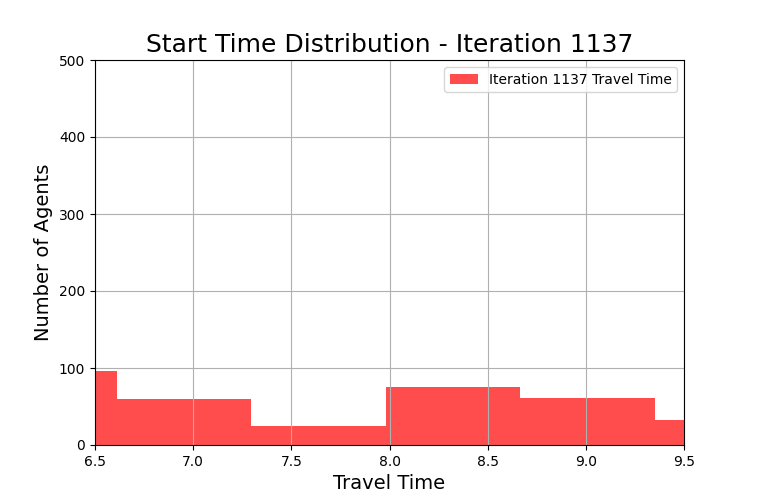 Start Time Distribution - Iteration 1137
Iteration 1137 Travel Time
Number of Agents
500
400
300
200
100
0
6.5 7.0 7.5 8.0 8.5 9.0 9.5
Travel Time